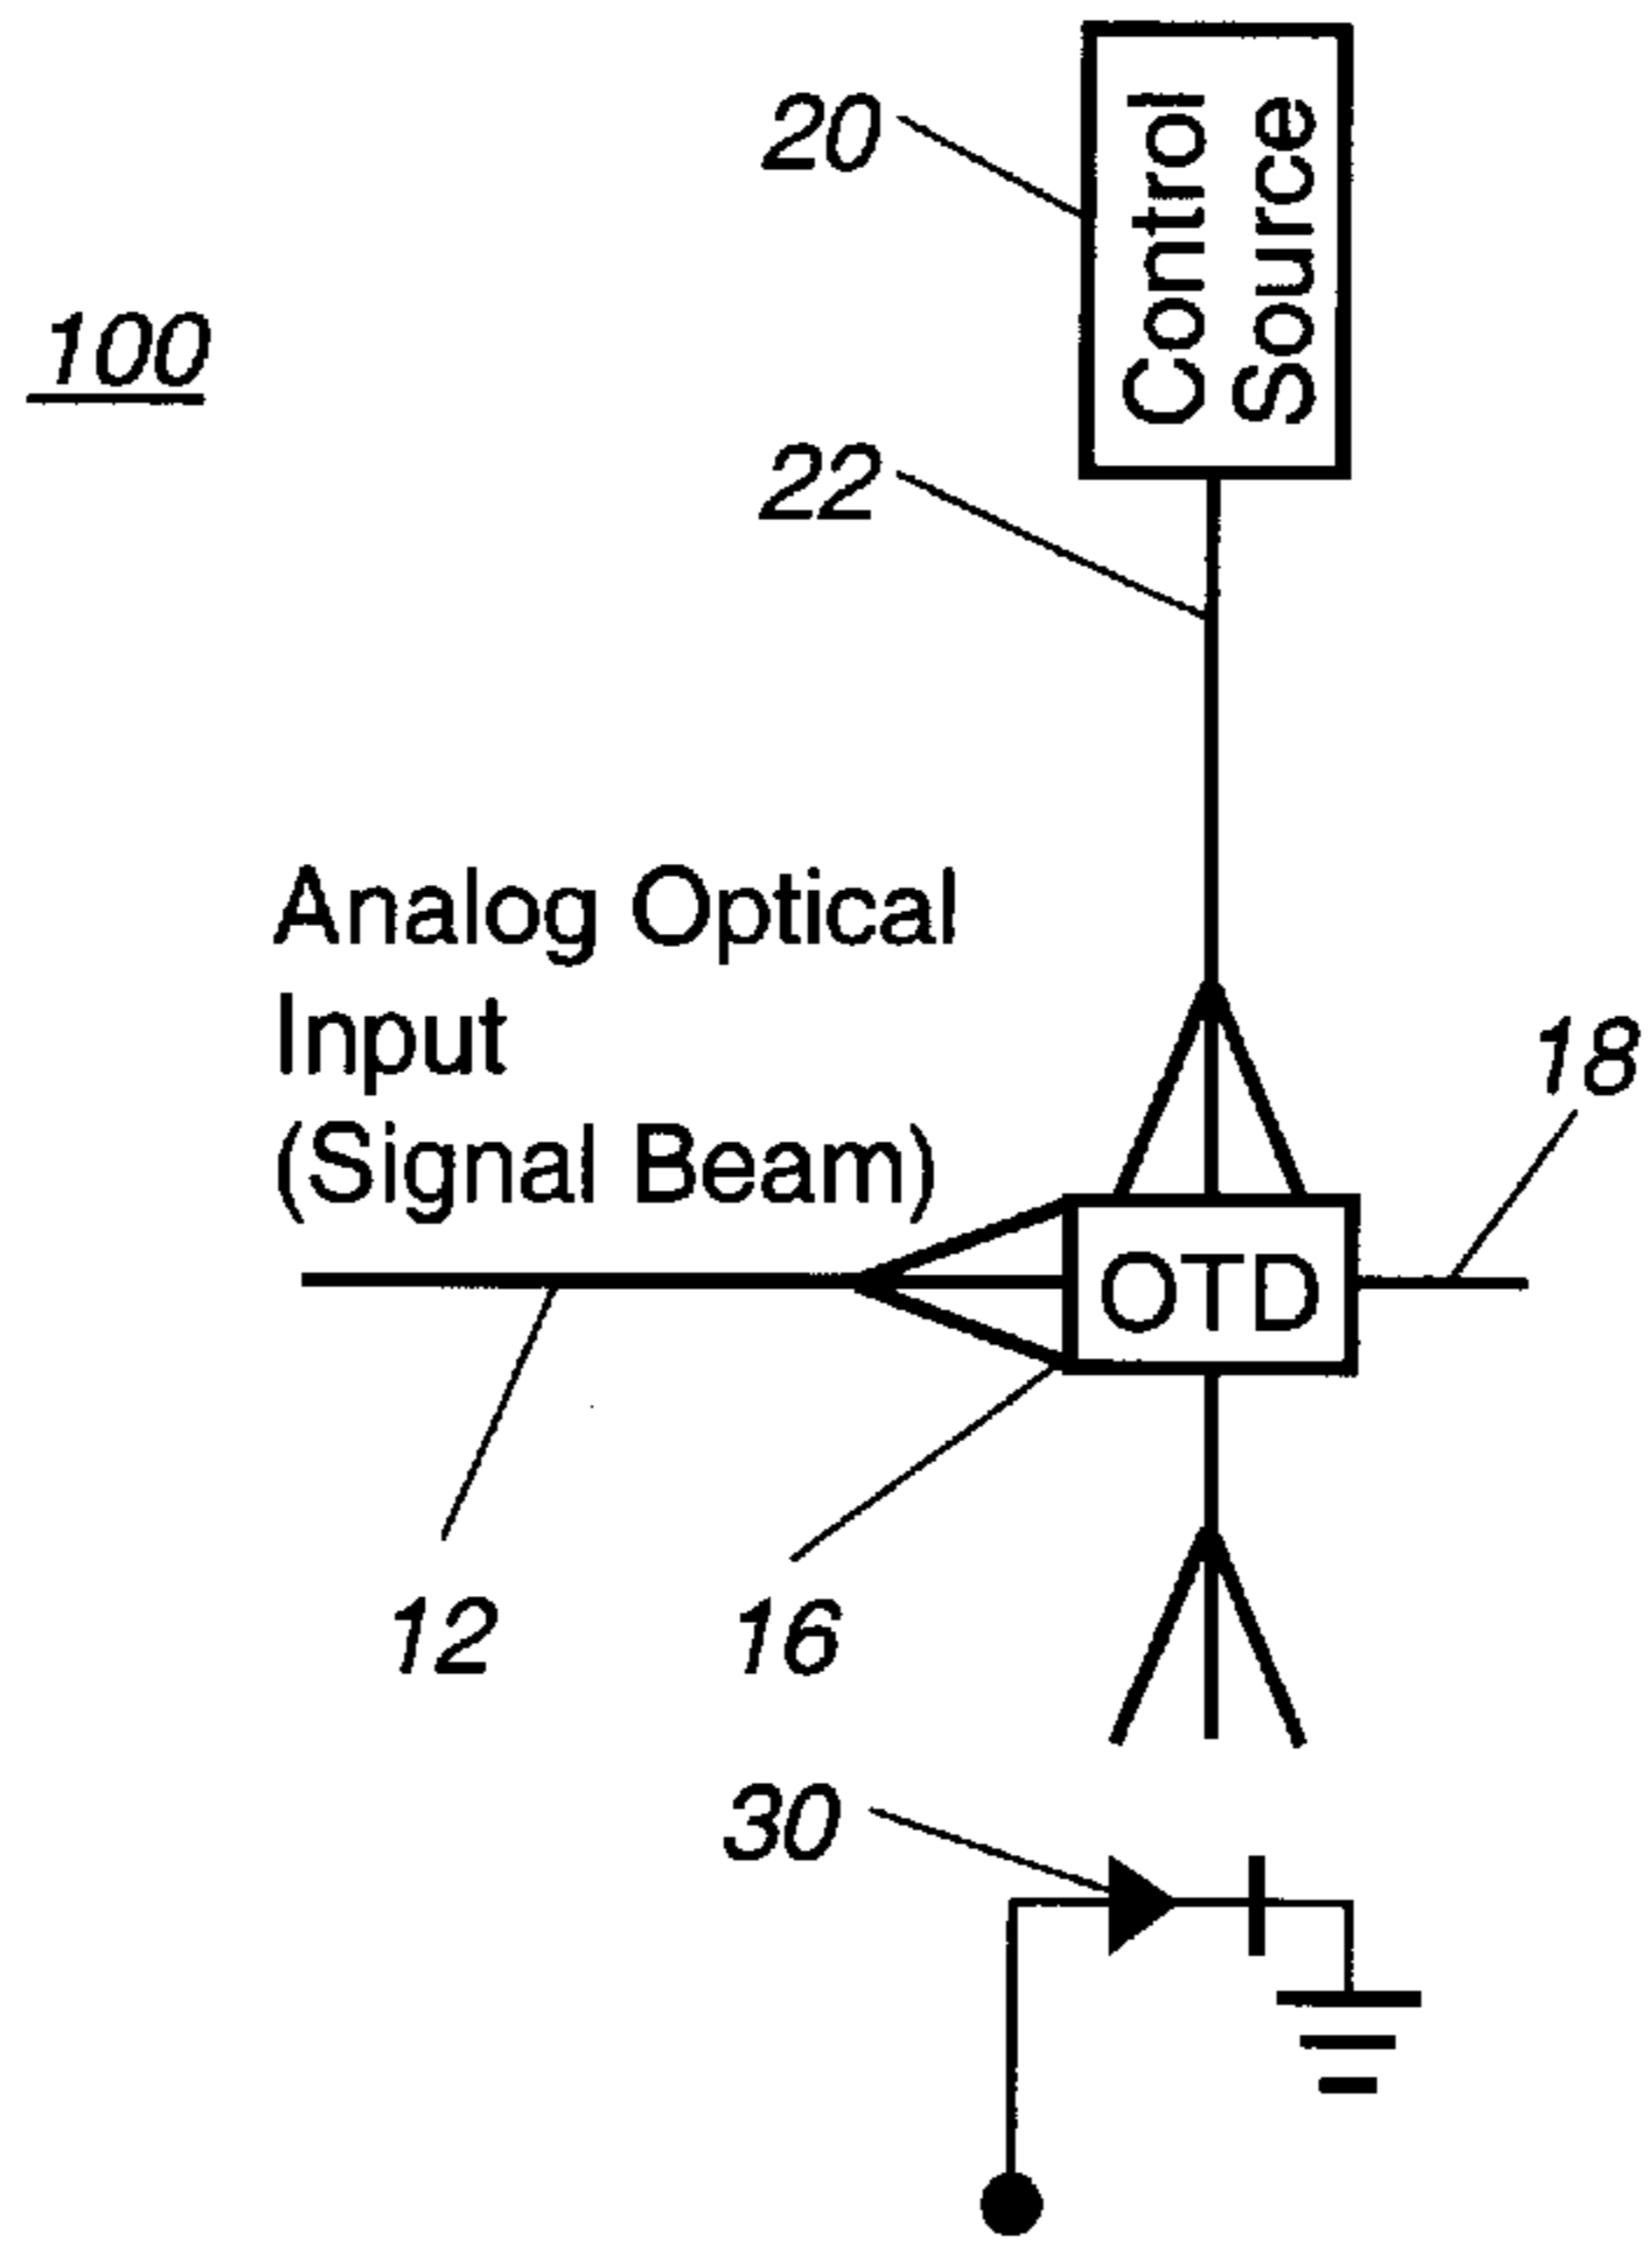 20
Control
Source
100
22
Analog Optical
Input
(Signal Beam)
18
OTD
12
16
30